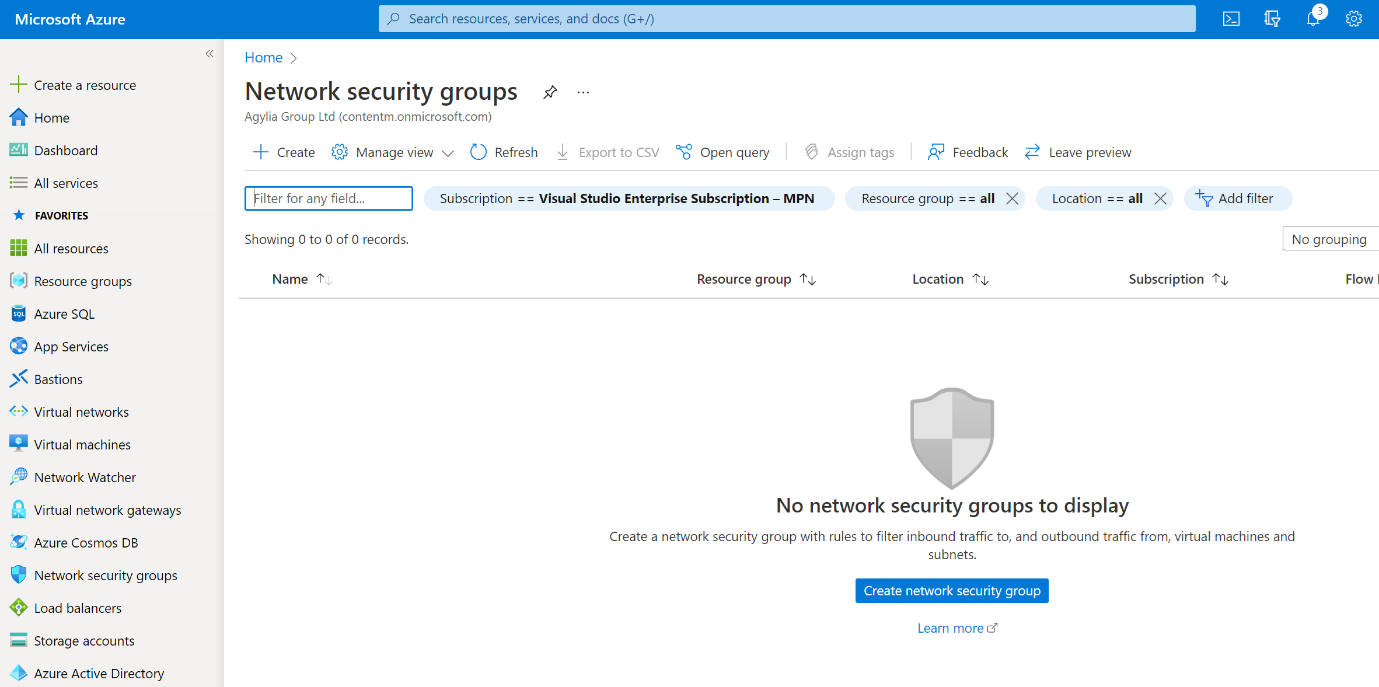 Microsoft Azure
Search resources, services, and docs (G+/)
3
«
Create a resource
Home
Dashboard
All services
FAVORITES
All resources
Resource groups
SQL
Azure SQL
App Services
Bastions
Virtual networks
Virtual machines
Network Watcher
Virtual network gateways
Azure Cosmos DB
Network security groups
Load balancers
Storage accounts
Azure Active Directory
Home >
Network security groups
...
Agylia Group Ltd (contentm.onmicrosoft.com)
Create Manage view Refresh Export to CSV Open query Assign tags Feedback Leave preview
Filter for any field... Subscription == Visual Studio Enterprise Subscription – MPN Resource group == all Location == all Add filter
Showing 0 to 0 of 0 records. No grouping
Name ↑↓ Resource group ↑↓ Location ↑↓ Subscription ↑↓ Flow
No network security groups to display
Create a network security group with rules to filter inbound traffic to, and outbound traffic from, virtual machines and
subnets.
Create network security group
Learn more